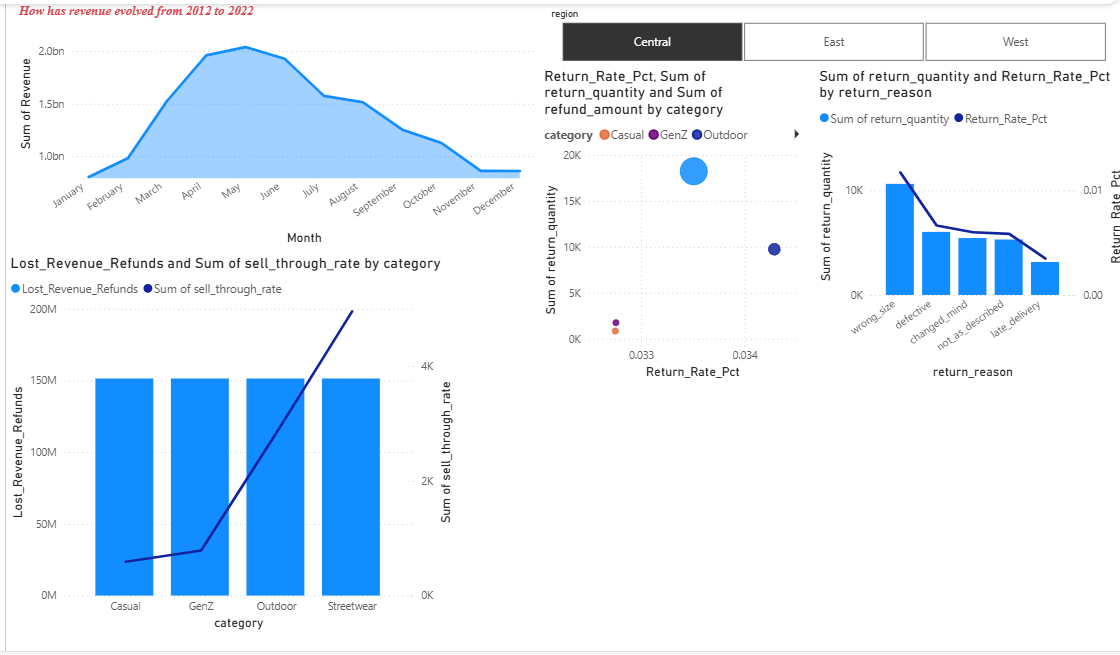 How has revenue evolved from 2012 to 2022
Sum of Revenue
2.0bn
1.5bn
1.0bn
January
February
March
April
May
June
July
August
September
October
November
December
Month
region
Central
East
West
Return_Rate_Pct, Sum of
return_quantity and Sum of
refund_amount by category
category Casual GenZ Outdoor
Sum of return_quantity
20K
15K
10K
5K
0K
0.033
0.034
Return_Rate_Pct
Sum of return_quantity and Return_Rate_Pct
by return_reason
Sum of return_quantity Return_Rate_Pct
Sum of return_quantity
10K
0K
0.01
0.00
Return_Rate_Pct
wrong_size
defective
changed_mind
not_as_described
late_delivery
return_reason
Lost_Revenue_Refunds and Sum of sell_through_rate by category
Lost_Revenue_Refunds Sum of sell_through_rate
Lost_Revenue_Refunds
200M
150M
100M
50M
0M
4K
2K
0K
Sum of sell_through_rate
Casual
GenZ
Outdoor
Streetwear
category